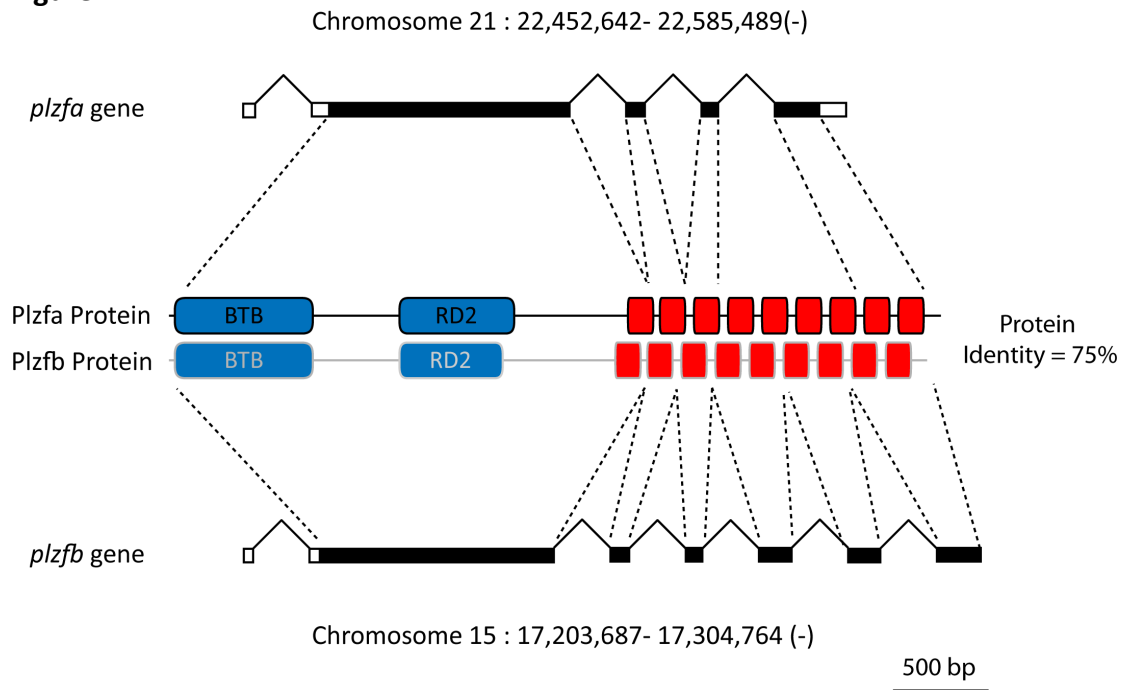 Chromosome 21 : 22,452,642- 22,585,489(-)
plzfa gene
Plzfa Protein
BTB
RD2
Plzfb Protein
BTB
RD2
Protein
Identity = 75%
plzfb gene
Chromosome 15 : 17,203,687- 17,304,764 (-)
500 bp